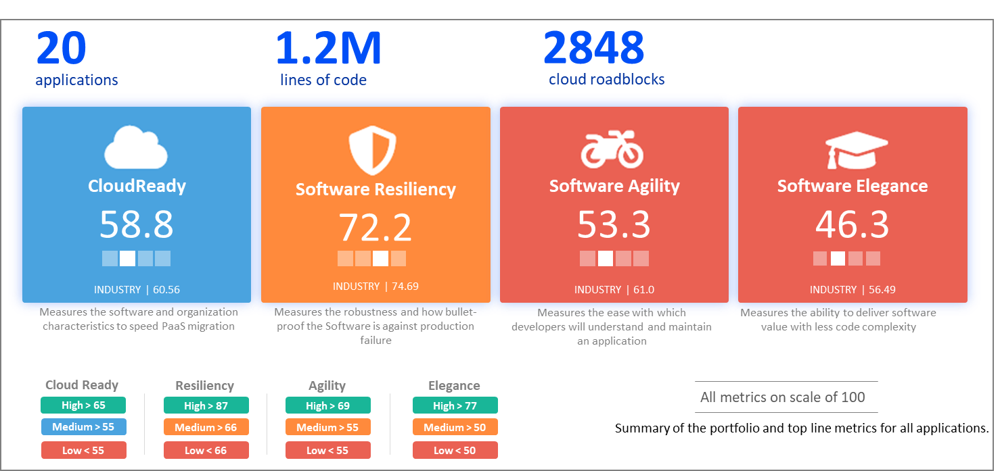 20
applications
1.2M
lines of code
2848
cloud roadblocks
CloudReady
58.8
INDUSTRY | 60.56
Measures the software and organization
characteristics to speed PaaS migration
Software Resiliency
72.2
INDUSTRY | 74.69
Measures the robustness and how bullet-
proof the Software is against production
failure
Software Agility
53.3
INDUSTRY | 61.0
Measures the ease with which
developers will understand and maintain
an application
Software Elegance
46.3
INDUSTRY | 56.49
Measures the ability to deliver software
value with less code complexity
Cloud Ready
High > 65
Medium > 55
Low < 55
Resiliency
High > 87
Medium > 66
Low < 66
Agility
High > 69
Medium > 55
Low < 55
Elegance
High > 77
Medium > 50
Low < 50
All metrics on scale of 100
Summary of the portfolio and top line metrics for all applications.